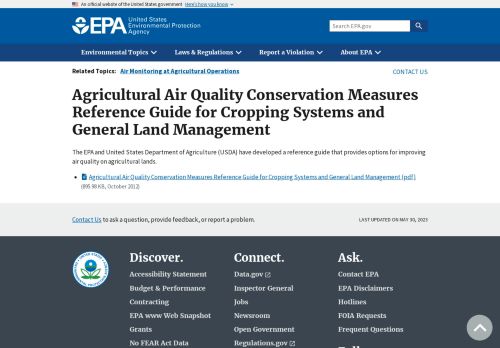 An official website of the United States government Here's how you know
EPA United States
Environmental Protection
Agency
Search EPA.gov
Environmental Topics Laws & Regulations Report a Violation About EPA
Related Topics: Air Monitoring at Agricultural Operations
CONTACT US
Agricultural Air Quality Conservation Measures
Reference Guide for Cropping Systems and
General Land Management
The EPA and United States Department of Agriculture (USDA) have developed a reference guide that provides options for improving
air quality on agricultural lands.
Agricultural Air Quality Conservation Measures Reference Guide for Cropping Systems and General Land Management (pdf)
(895.98 KB, October 2012)
Contact Us to ask a question, provide feedback, or report a problem.
LAST UPDATED ON MAY 30, 2023
Discover.
Accessibility Statement
Budget & Performance
Contracting
EPA www Web Snapshot
Grants
No FEAR Act Data
Connect.
Data.gov
Inspector General
Jobs
Newsroom
Open Government
Regulations.gov
Ask.
Contact EPA
EPA Disclaimers
Hotlines
FOIA Requests
Frequent Questions